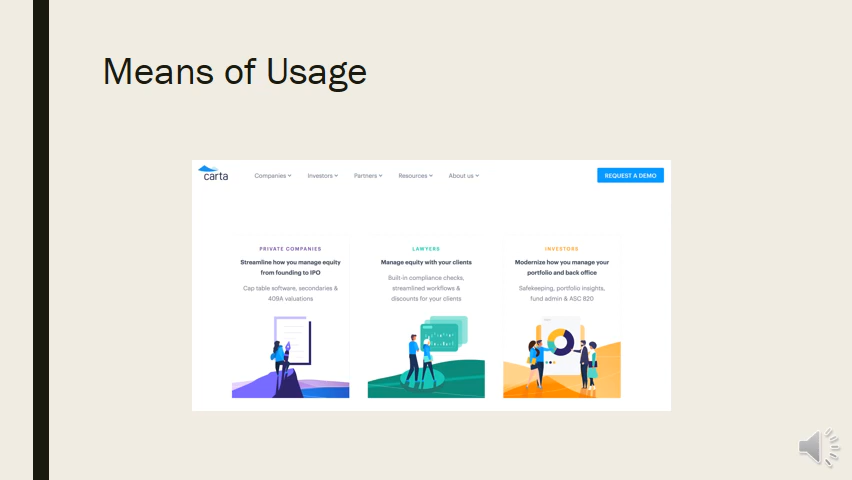 Means of Usage
carta
Companies Investors Partners Resources About us
REQUEST A DEMO
PRIVATE COMPANIES
Streamline how you manage equity
from founding to IPO
Cap table software, secondaries &
409A valuations
LAWYERS
Manage equity with your clients
Built-in compliance checks,
streamlined workflows &
discounts for your clients
INVESTORS
Modernize how you manage your
portfolio and back office
Safekeeping, portfolio insights,
fund admin & ASC 820